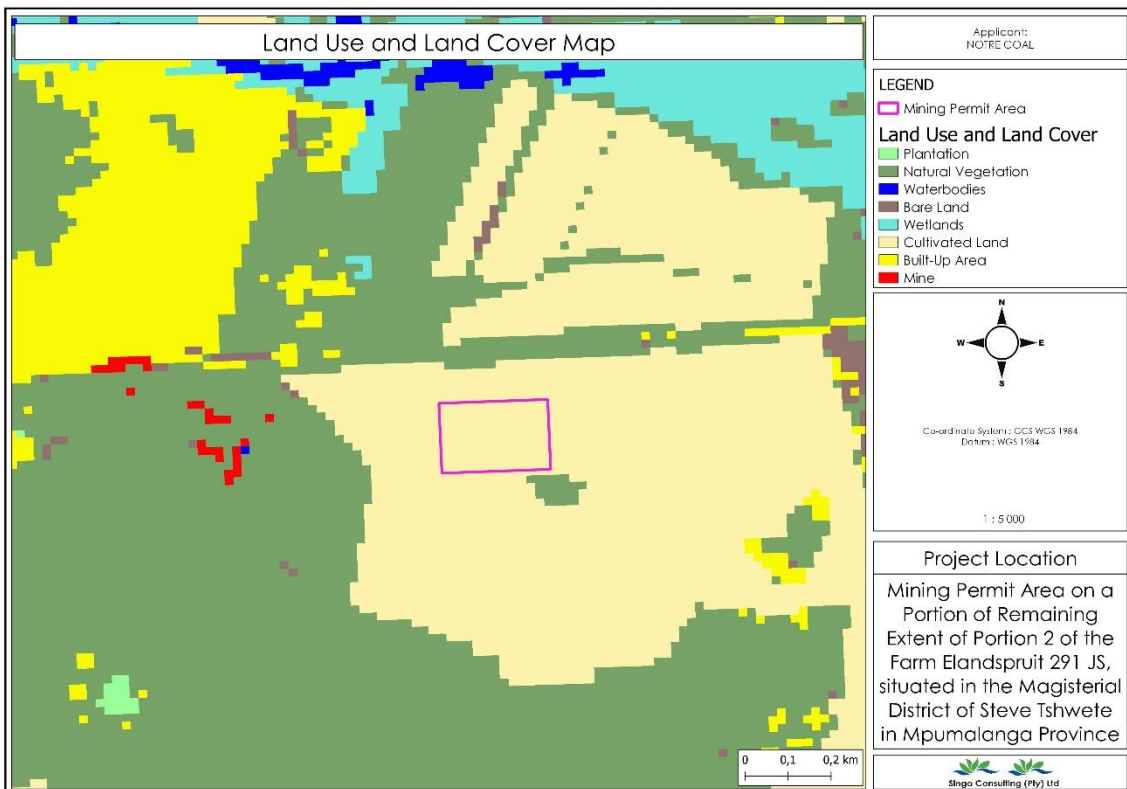 Land Use and Land Cover Map
Applicant:
NOTRE COAL
LEGEND
Mining Permit Area
Land Use and Land Cover
Plantation
Natural Vegetation
Waterbodies
Bare Land
Wetlands
Cultivated Land
Built-Up Area
Mine
N
W
E
S
Co-ordinate System : GCS WGS 1984
Datum : WGS 1984
1 : 5 000
Project Location
Mining Permit Area on a
Portion of Remaining
Extent of Portion 2 of the
Farm Elandspruit 291 JS,
situated in the Magisterial
District of Steve Tshwete
in Mpumalanga Province
0 0,1 0,2 km
Singo Consulting (Pty) Ltd